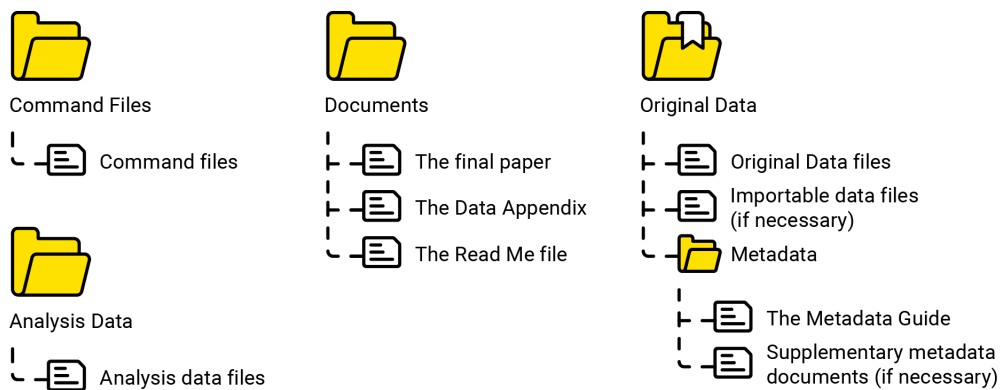 Command Files
Command files
Analysis Data
Analysis data files
Documents
The final paper
The Data Appendix
The Read Me file
Original Data
Original Data files
Importable data files
(if necessary)
Metadata
The Metadata Guide
Supplementary metadata
documents (if necessary)